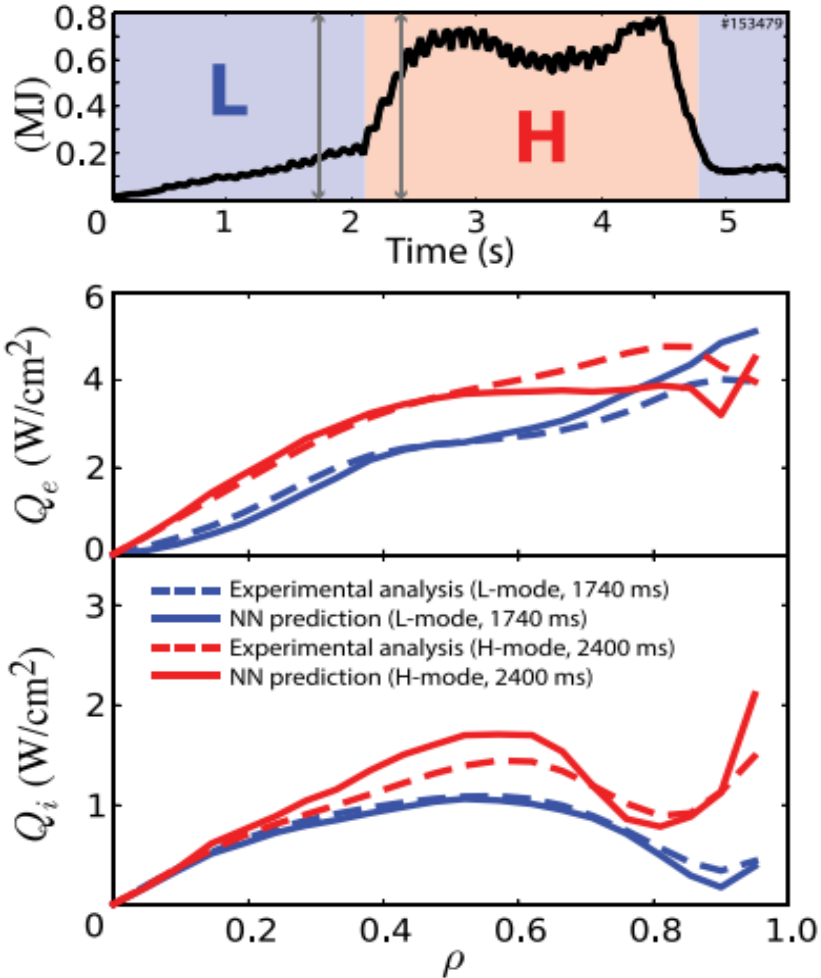 #153479
0.8
0.6
0.4
0.2
0
(MJ)
L
H
1 2 3 4 5
Time (s)
6
4
2
0
Q_e (W/cm²)
Experimental analysis (L-mode, 1740 ms)
NN prediction (L-mode, 1740 ms)
Experimental analysis (H-mode, 2400 ms)
NN prediction (H-mode, 2400 ms)
3
2
1
0
Q_i (W/cm²)
0.2 0.4 0.6 0.8 1.0
ρ